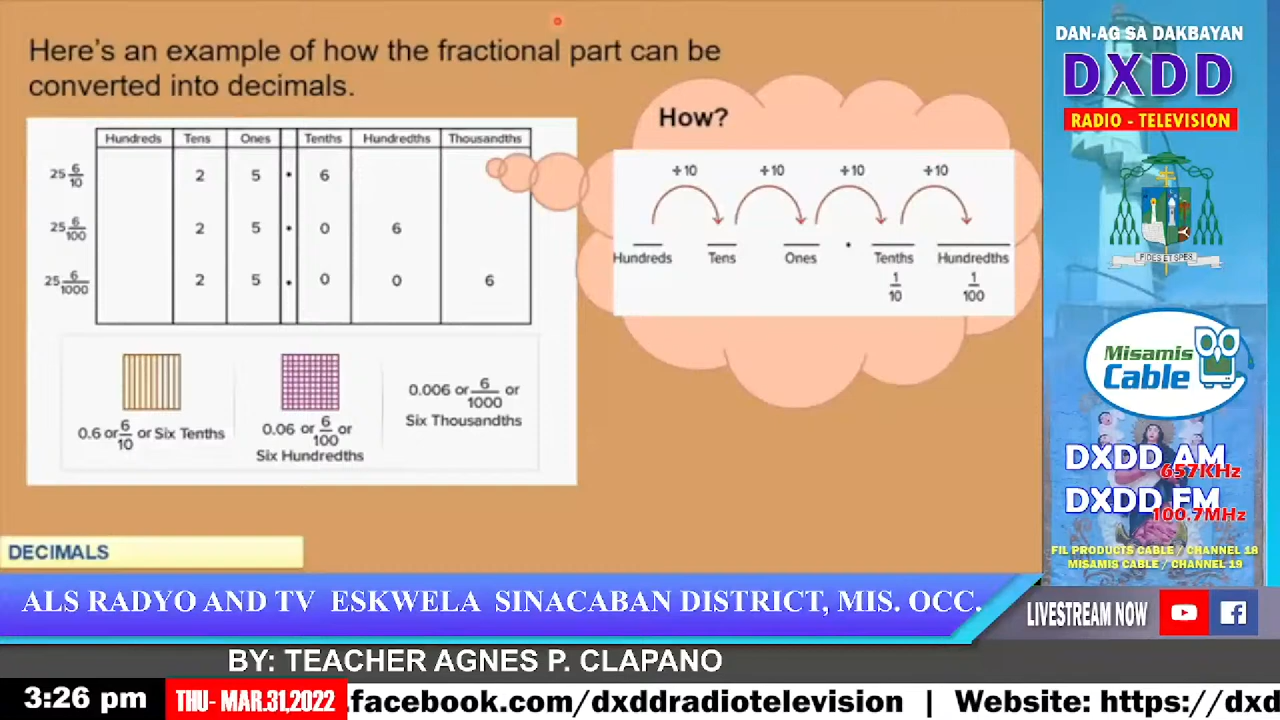 Here's an example of how the fractional part can be
converted into decimals.
Hundreds Tens Ones Tenths Hundredths Thousandths
25 6/10 2 5 . 6
25 6/100 2 5 . 0 6
25 6/1000 2 5 . 0 0 6
0.6 or 6/10 or Six Tenths
0.06 or 6/100 or
Six Hundredths
0.006 or 6/1000 or
Six Thousandths
How?
÷10 ÷10 ÷10 ÷10
Hundreds Tens Ones . Tenths Hundredths
1/10 1/100
DECIMALS
ALS RADYO AND TV ESKWELA SINACABAN DISTRICT, MIS. OCC.
BY: TEACHER AGNES P. CLAPANO
3:26 pm THU- MAR.31,2022 .facebook.com/dxddradiotelevision | Website: https://dxd
DAN-AG SA DAKBAYAN
DXDD
RADIO - TELEVISION
FIDES ET SPES
Misamis
Cable
DXDD AM
657KHz
DXDD FM
100.7MHz
FIL PRODUCTS CABLE / CHANNEL 18
MISAMIS CABLE / CHANNEL 19
LIVESTREAM NOW